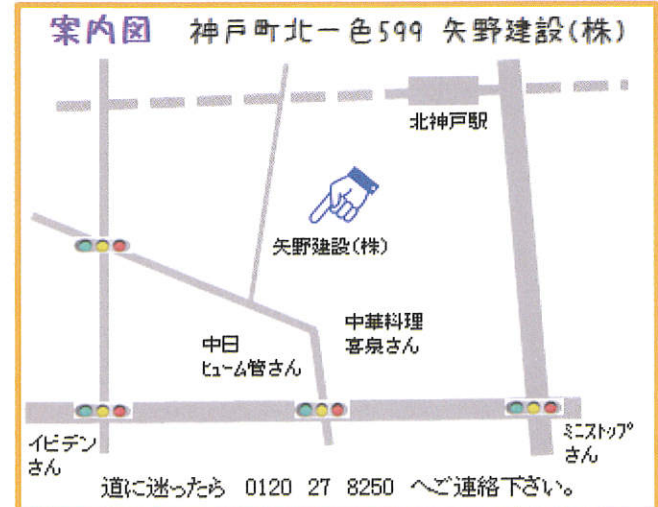 案内図 神戸町北一色599 矢野建設(株)
北神戸駅
矢野建設(株)
中日
ヒューム管さん
中華料理
喜泉さん
イビデン
さん
ミニストップ
さん
道に迷ったら 0120 27 8250 へご連絡下さい。